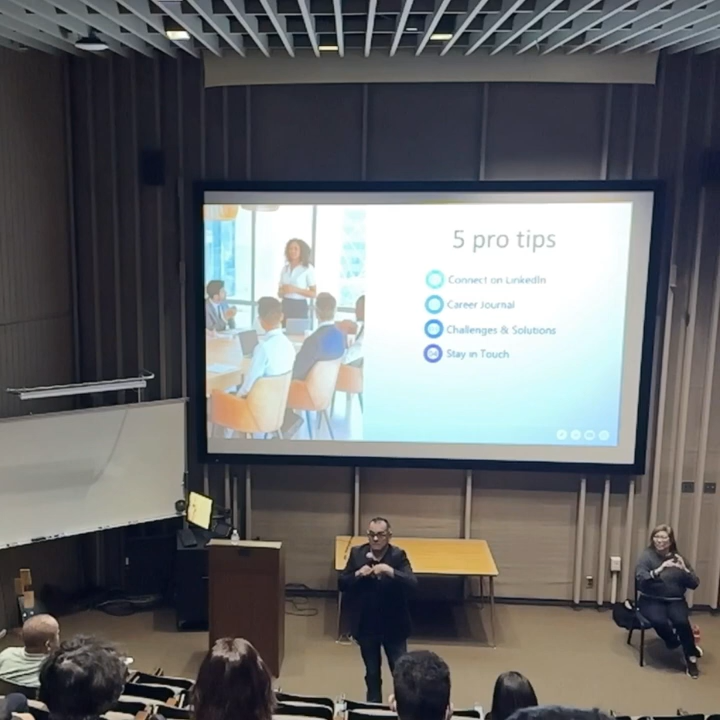 5 pro tips
Connect on LinkedIn
Career Journal
Challenges & Solutions
Stay in Touch